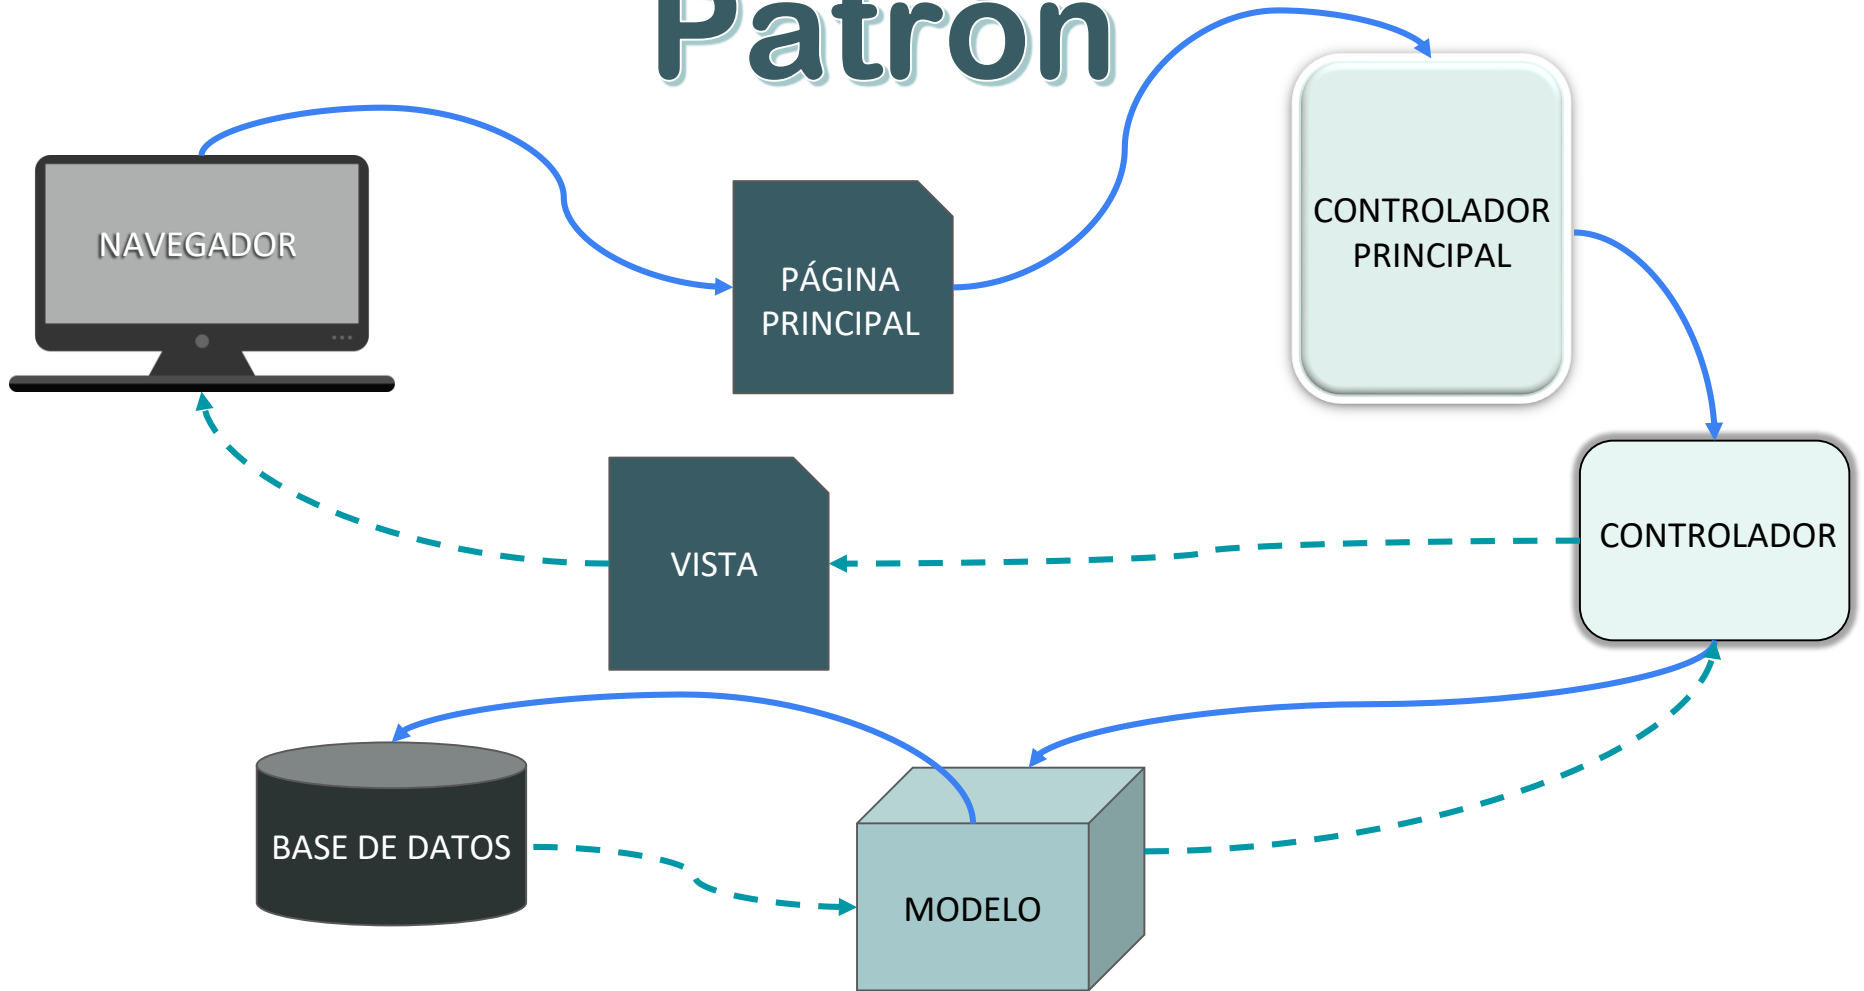 Patron
NAVEGADOR
PÁGINA
PRINCIPAL
CONTROLADOR
PRINCIPAL
CONTROLADOR
VISTA
BASE DE DATOS
MODELO